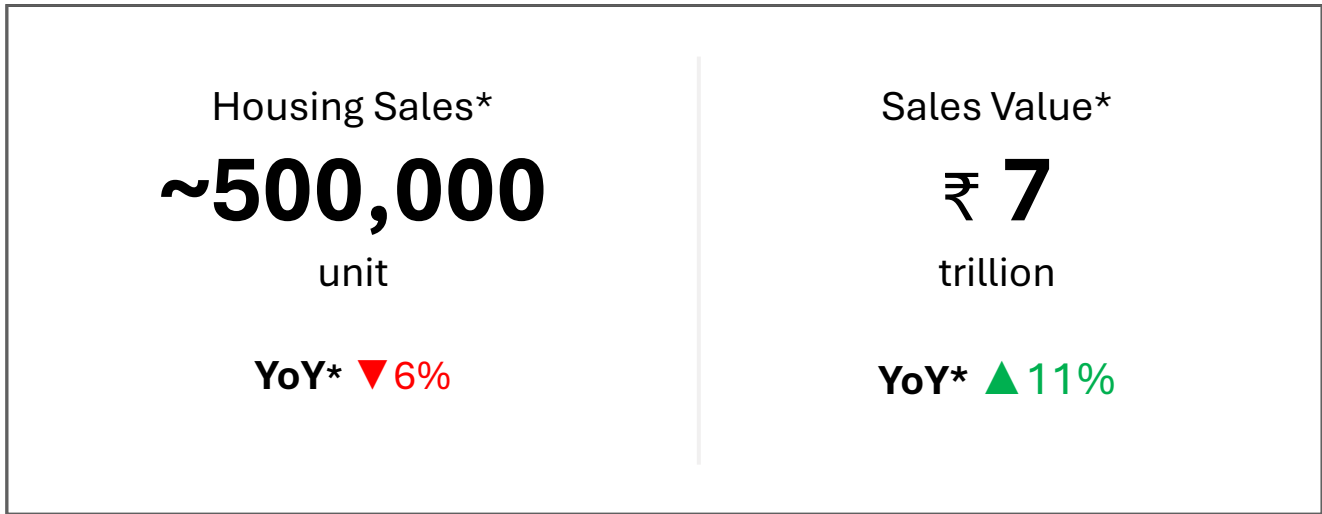 Housing Sales*
~500,000
unit
YoY* ▼6%
Sales Value*
₹ 7
trillion
YoY* ▲11%